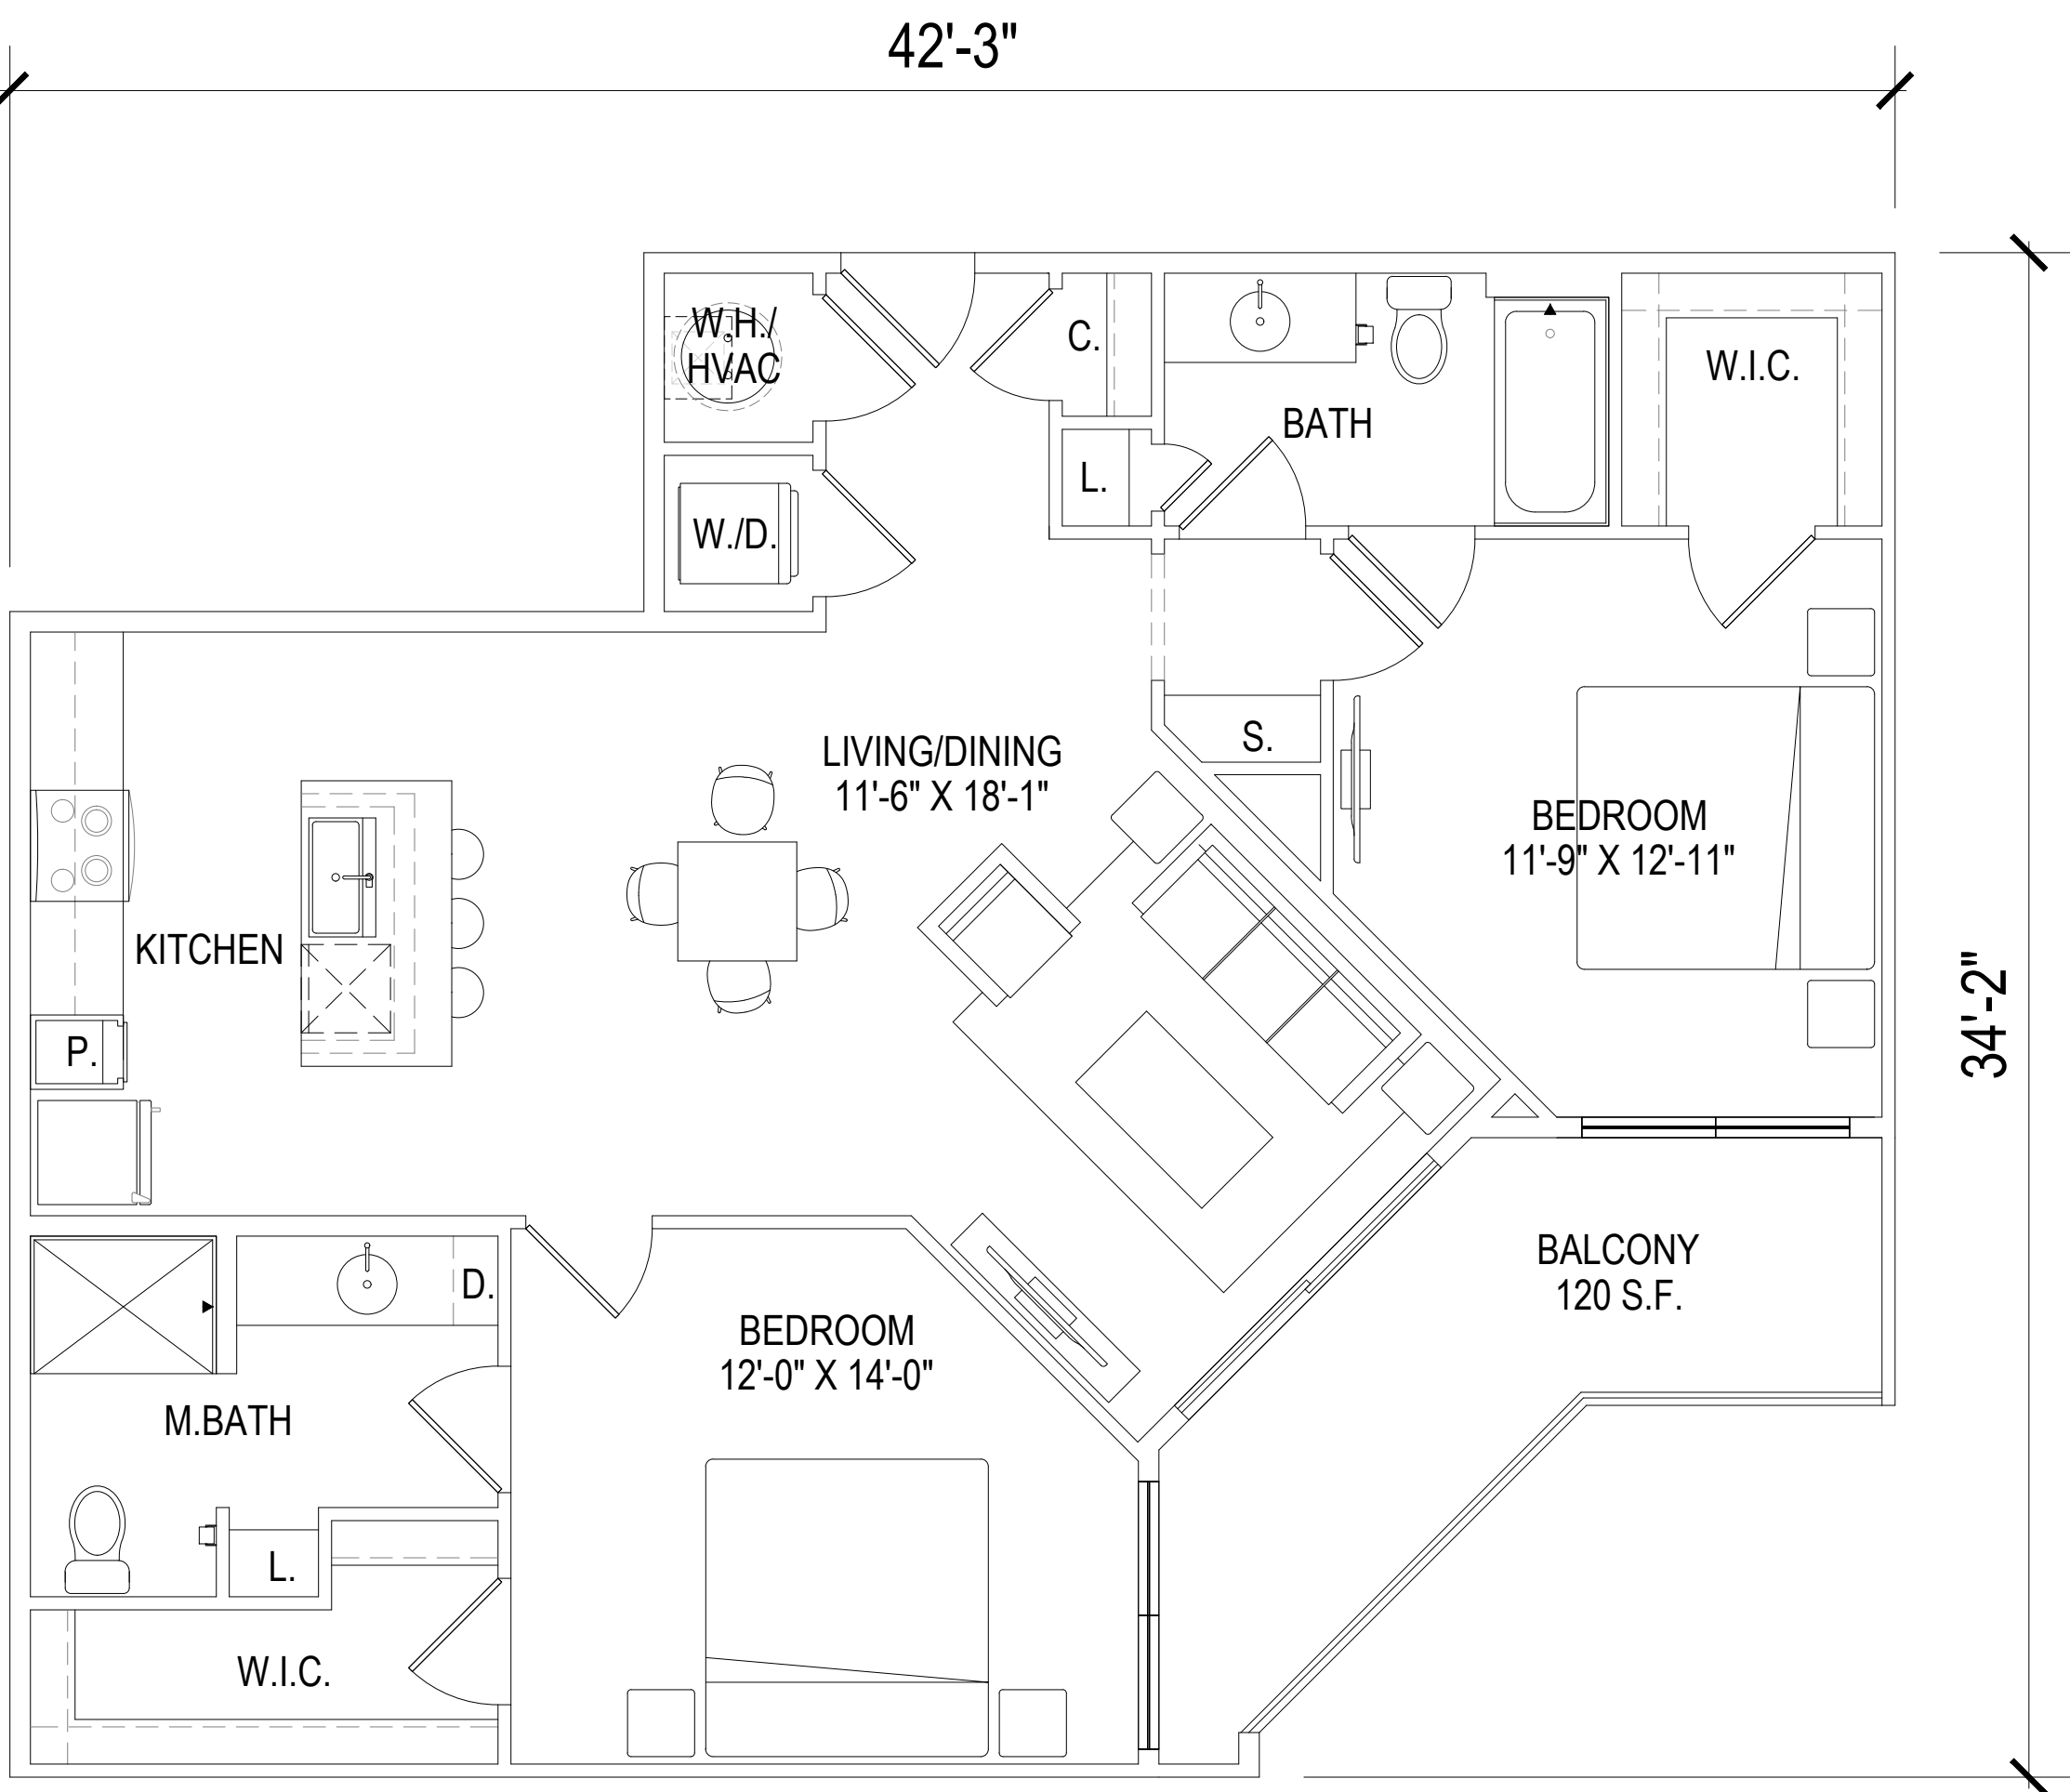 42'-3"
W.H./
HVAC
C.
BATH
W.I.C.
L.
W./D.
S.
LIVING/DINING
11'-6" X 18'-1"
BEDROOM
11'-9" X 12'-11"
KITCHEN
34'-2"
P.
BALCONY
120 S.F.
D.
BEDROOM
12'-0" X 14'-0"
M.BATH
L.
W.I.C.